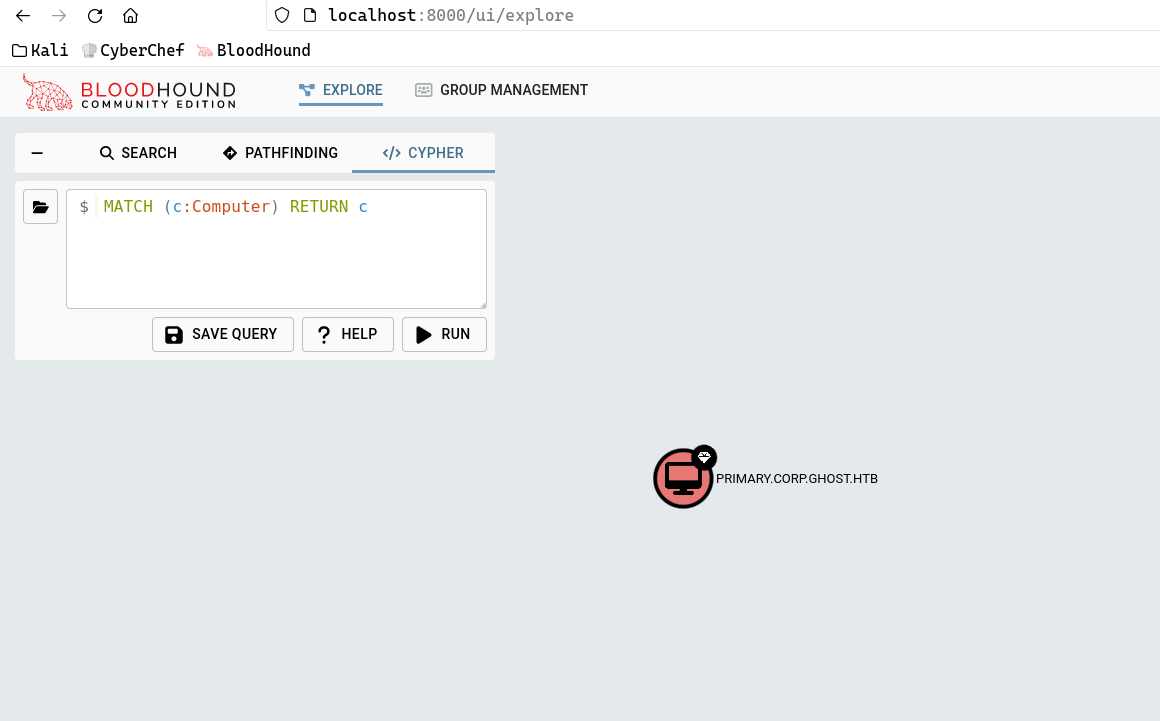 localhost:8000/ui/explore
Kali CyberChef BloodHound
BLOODHOUND
COMMUNITY EDITION
EXPLORE GROUP MANAGEMENT
SEARCH PATHFINDING </> CYPHER
$ MATCH (c:Computer) RETURN c
SAVE QUERY ? HELP RUN
PRIMARY.CORP.GHOST.HTB